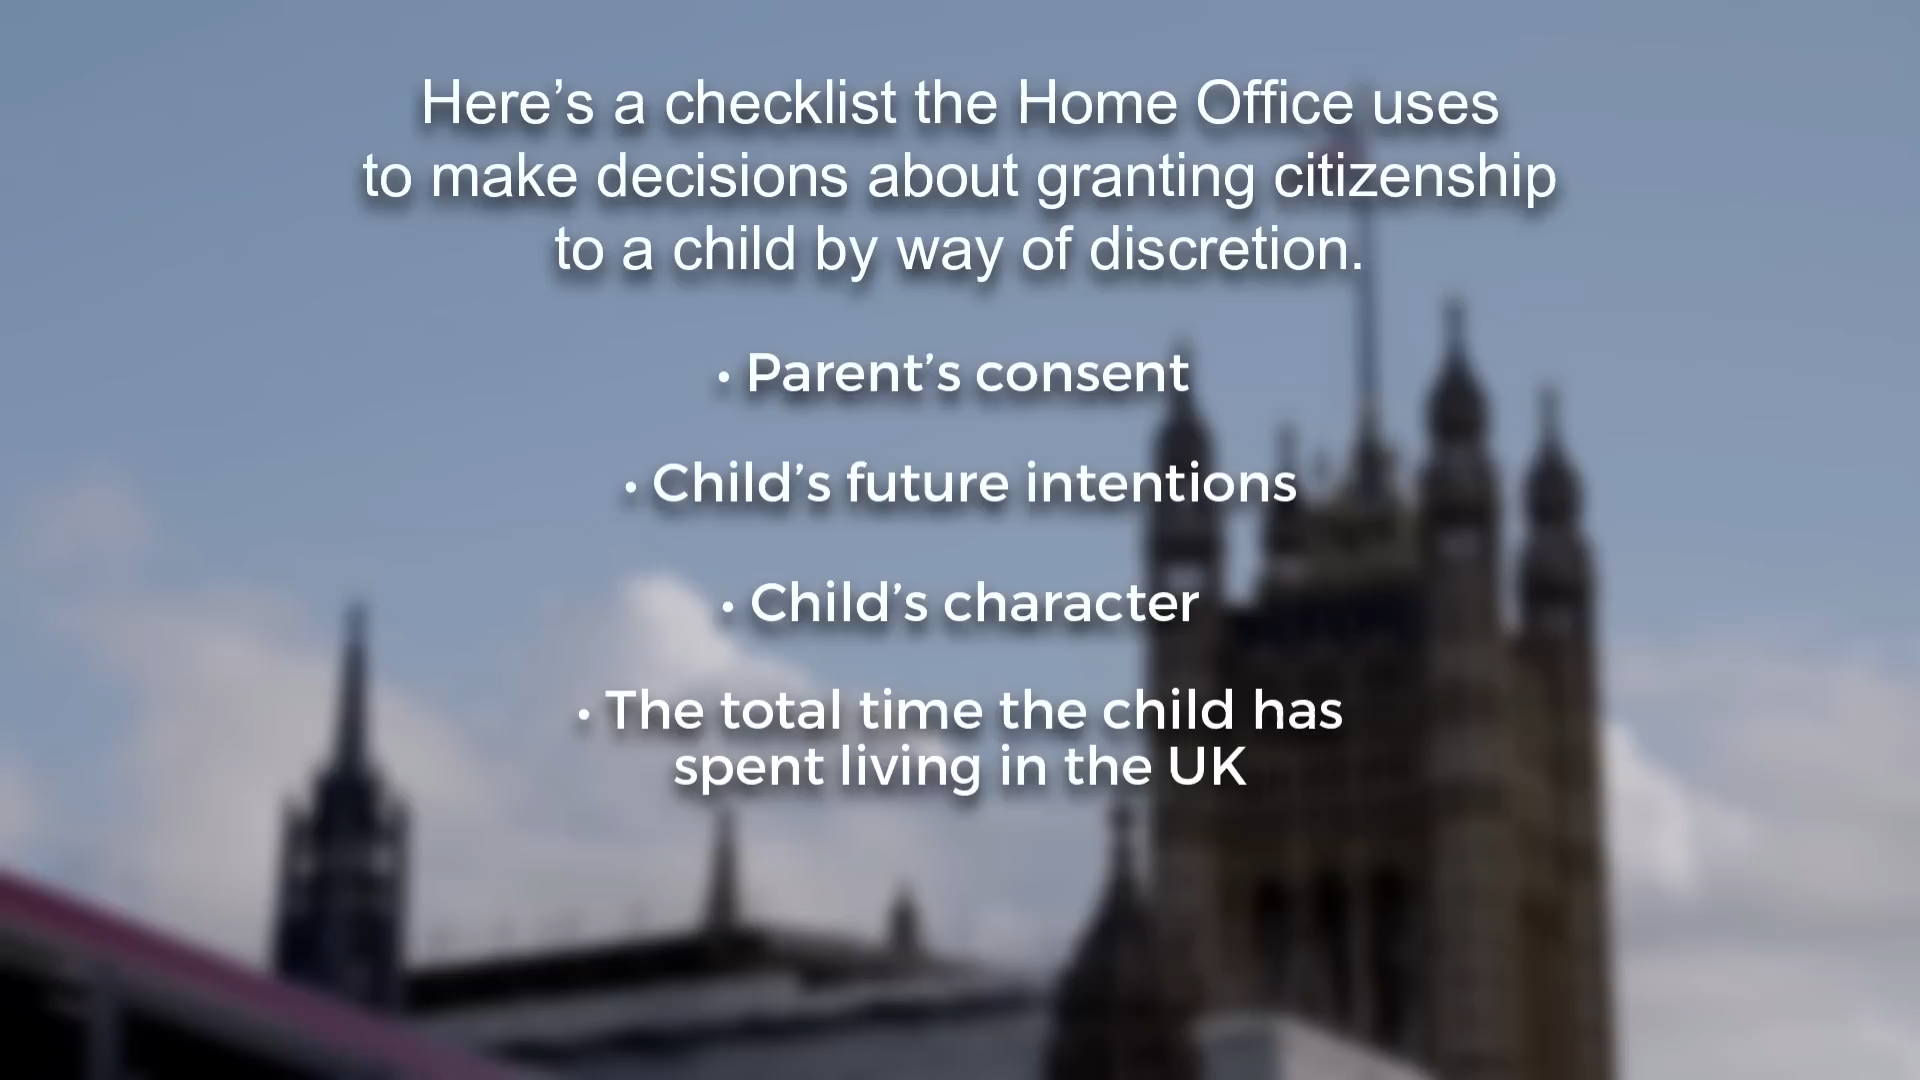 Here’s a checklist the Home Office uses
to make decisions about granting citizenship
to a child by way of discretion.
• Parent’s consent
• Child’s future intentions
• Child’s character
• The total time the child has
spent living in the UK